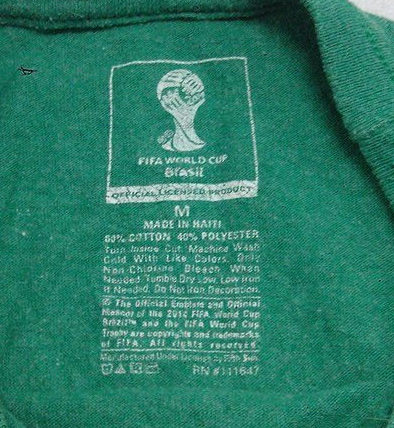 FIFA WORLD CUP
Brasil
OFFICIAL LICENSED PRODUCT
M
MADE IN HAITI
60% COTTON 40% POLYESTER
Turn Inside Out Machine Wash
Cold With Like Colors. Only
Non-Chlorine Bleach When
Needed. Tumble Dry Low. Low Iron
If Needed. Do Not Iron Decoration.
© The Official Emblem and Official
Mascot of the 2014 FIFA World Cup
Brazil™ and the FIFA World Cup
Trophy are copyrights and trademarks
of FIFA. All rights reserved.
Manufactured Under License by Fifth Sun.
RN #111647